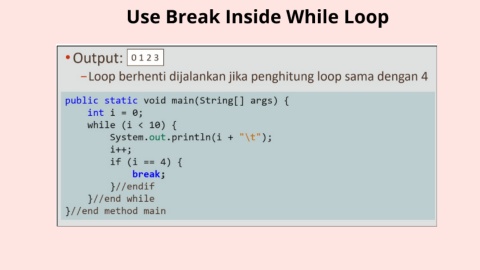 Use Break Inside While Loop
• Output: 0 1 2 3
–Loop berhenti dijalankan jika penghitung loop sama dengan 4
public static void main(String[] args) {
    int i = 0;
    while (i < 10) {
        System.out.println(i + "\t");
        i++;
        if (i == 4) {
            break;
        }//endif
    }//end while
}//end method main